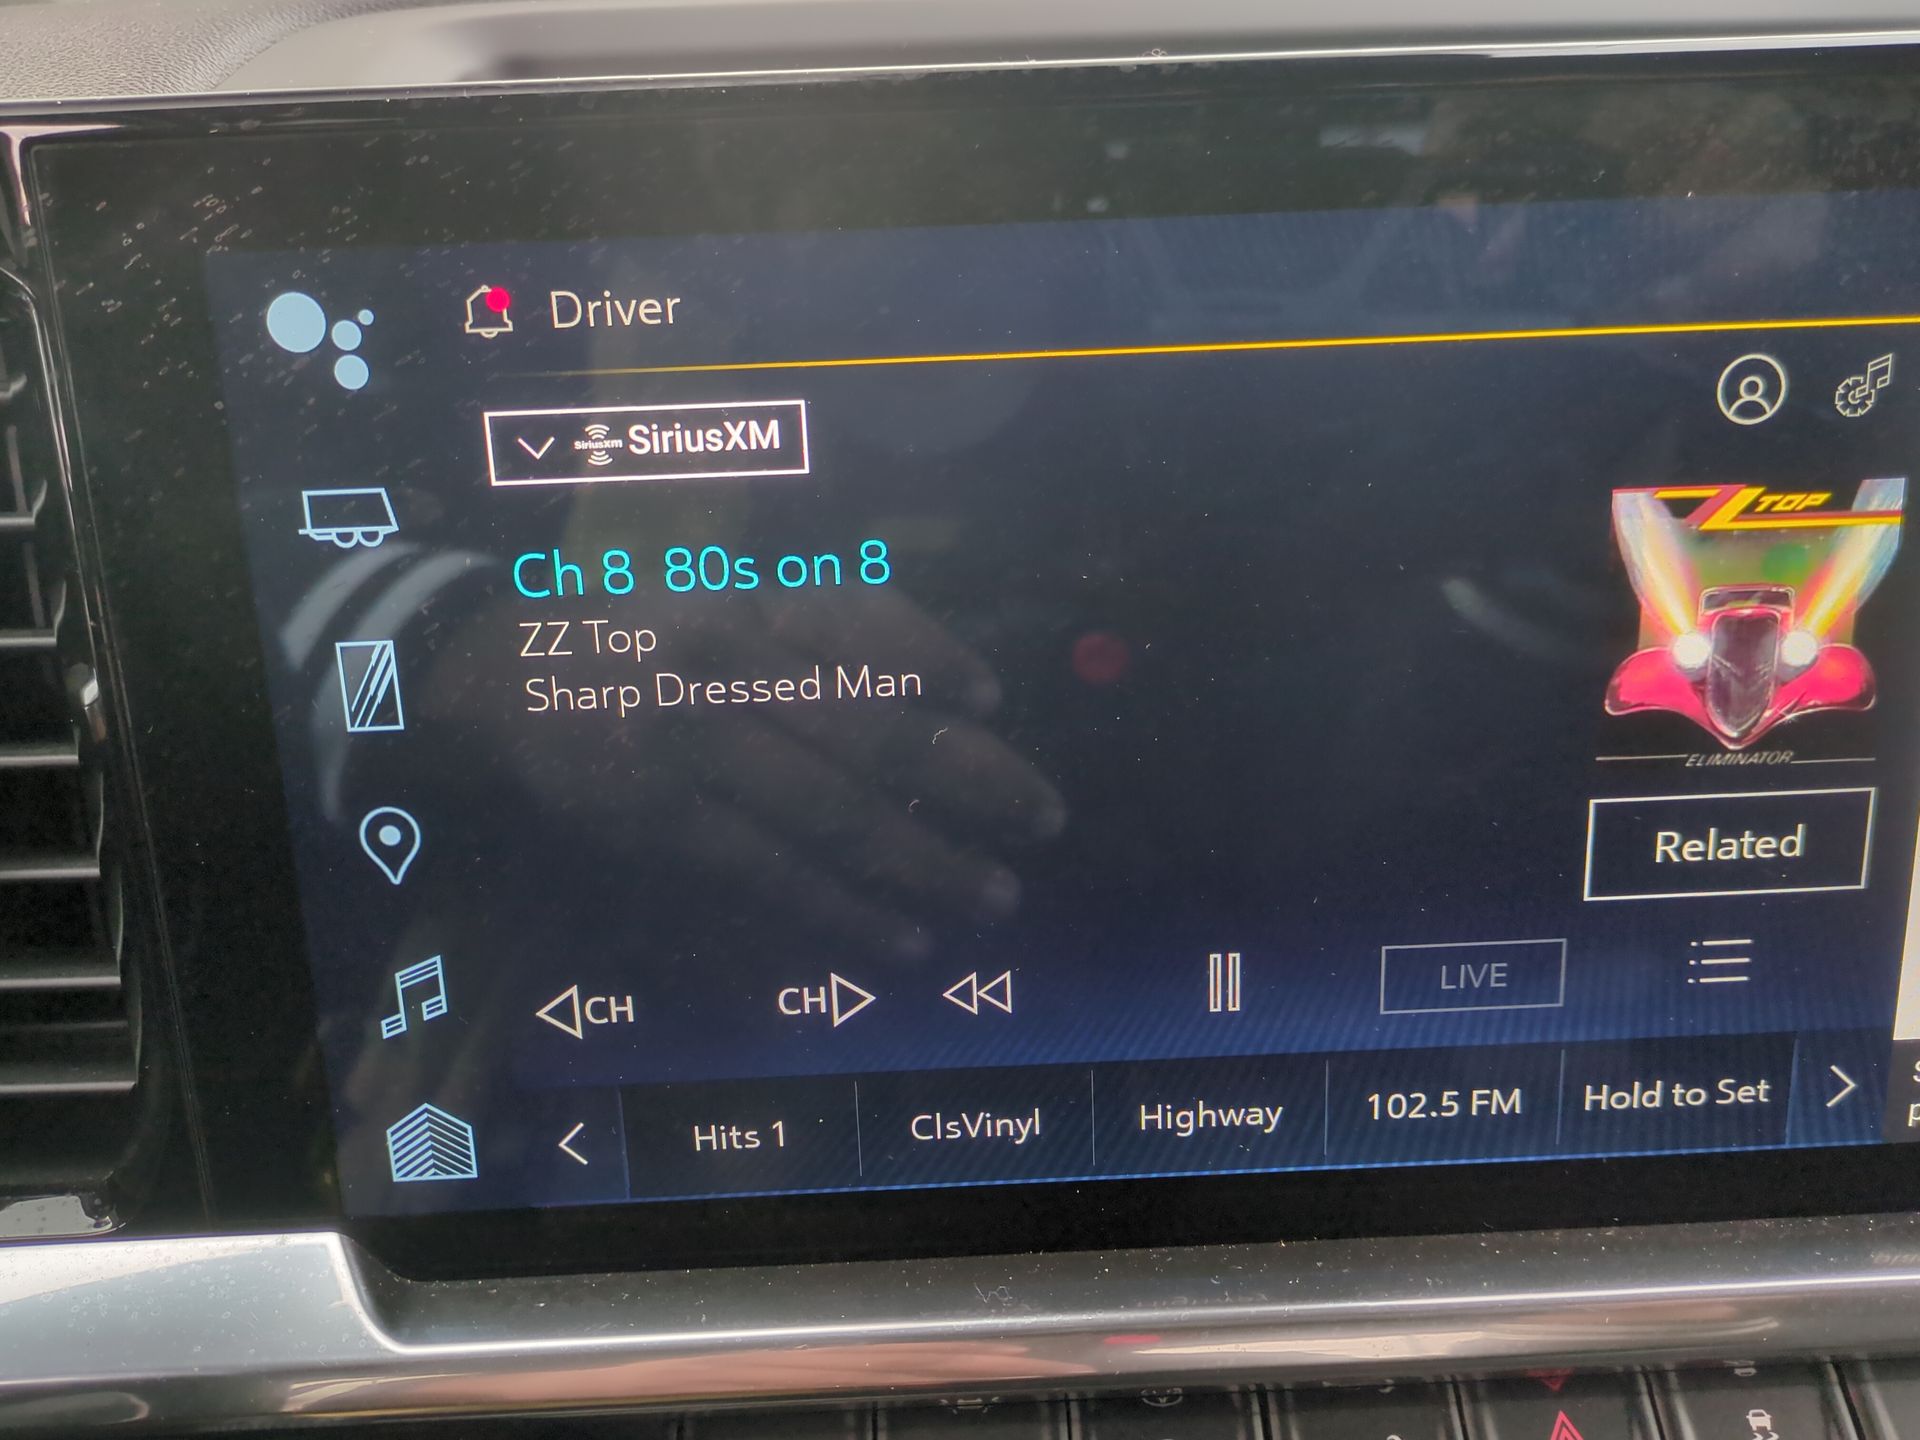 Driver
SiriusXM SiriusXM
ZZ TOP
Ch 8 80s on 8
ZZ Top
Sharp Dressed Man
ELIMINATOR
Related
CH
CH
LIVE
Hits 1
ClsVinyl
Highway
102.5 FM
Hold to Set